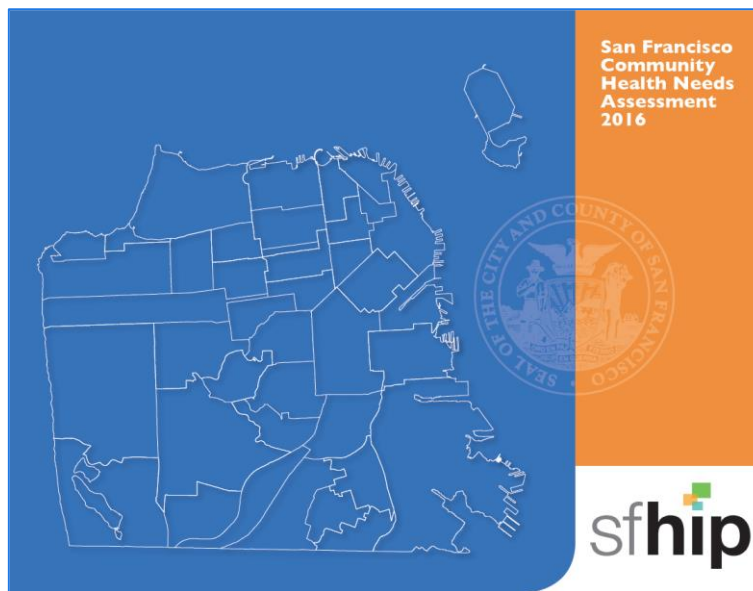 San Francisco
Community
Health Needs
Assessment
2016
SEAL OF THE CITY AND COUNTY OF SAN FRANCISCO
sfhip